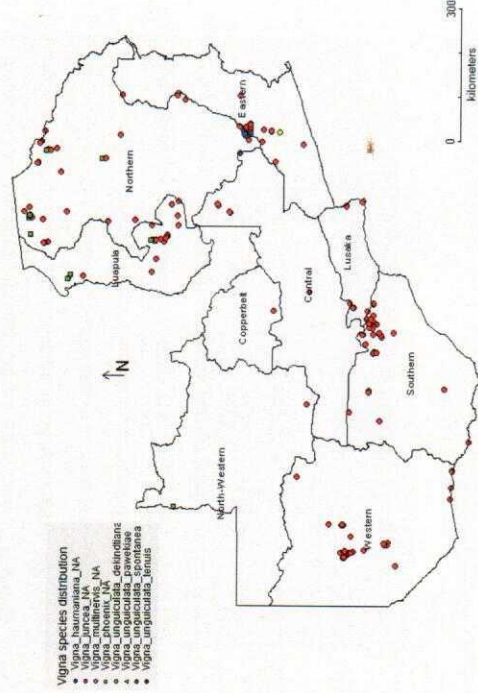 Vigna species distribution
Vigna_haumaniana_NA
Vigna_juncea_NA
Vigna_multinervis_NA
Vigna_phoenix_NA
Vigna_unguiculata_dekindtiana
Vigna_unguiculata_pawekiae
Vigna_unguiculata_spontanea
Vigna_unguiculata_tenuis
N
Northern
Luapula
Eastern
North-Western
Copperbelt
Central
Lusaka
Western
Southern
0 300
kilometers